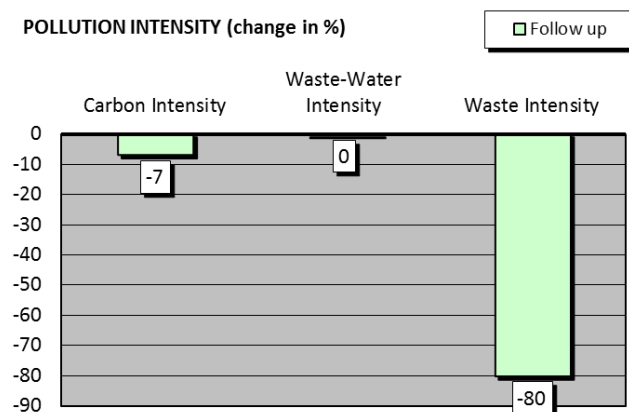 POLLUTION INTENSITY (change in %)
Follow up
Carbon Intensity
Waste-Water
Intensity
Waste Intensity
0
-10
-20
-30
-40
-50
-60
-70
-80
-90
-7
0
-80